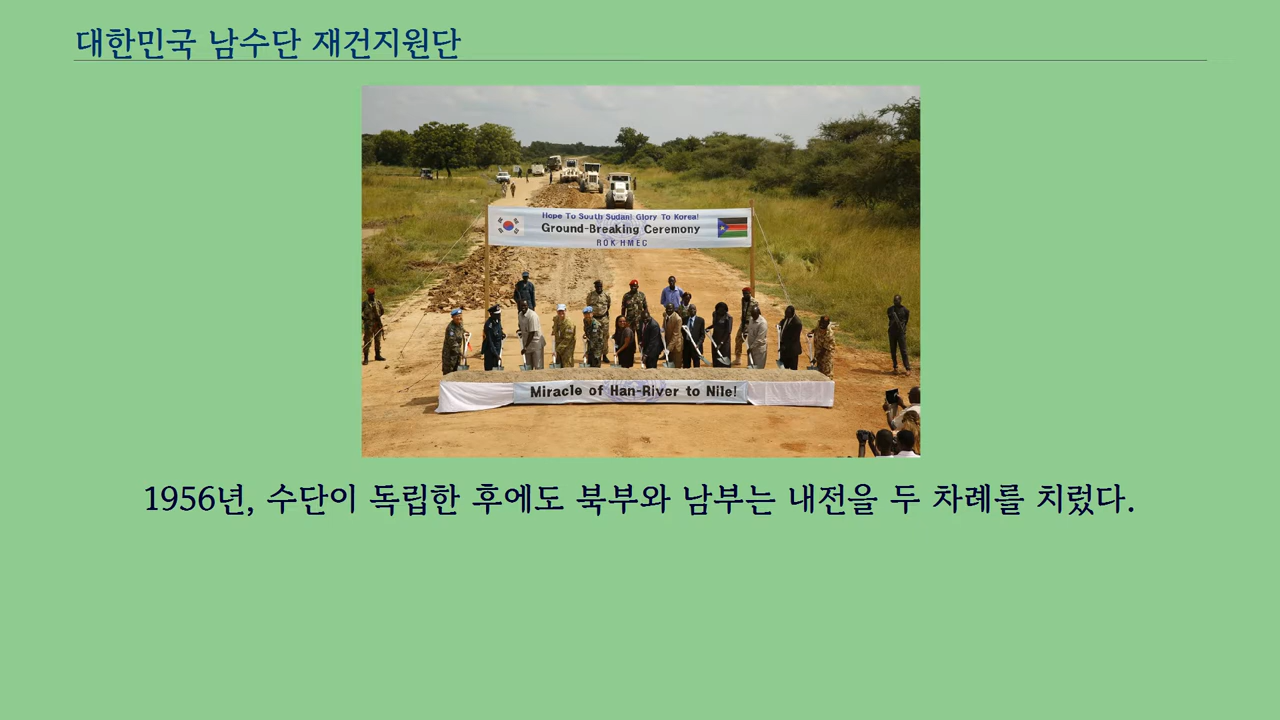 대한민국 남수단 재건지원단
Hope To South Sudan! Glory To Korea!
Ground-Breaking Ceremony
ROK HMEC
Miracle of Han-River to Nile!
1956년, 수단이 독립한 후에도 북부와 남부는 내전을 두 차례를 치렀다.